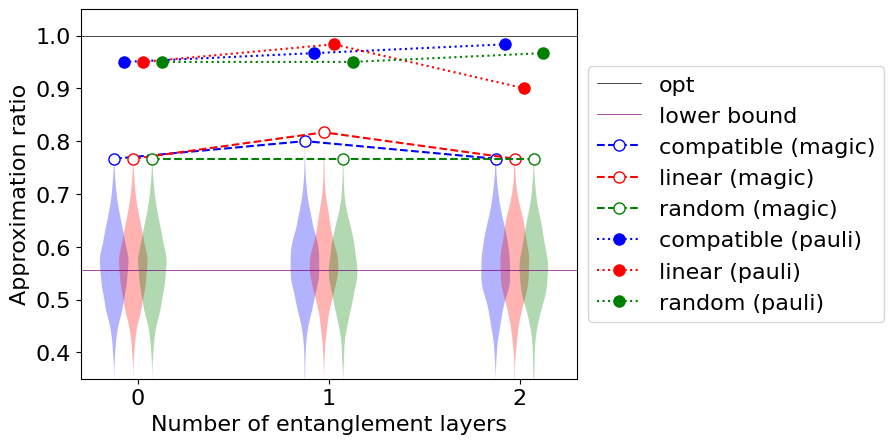 Approximation ratio
1.0
0.9
0.8
0.7
0.6
0.5
0.4
0
1
2
Number of entanglement layers
opt
lower bound
compatible (magic)
linear (magic)
random (magic)
compatible (pauli)
linear (pauli)
random (pauli)